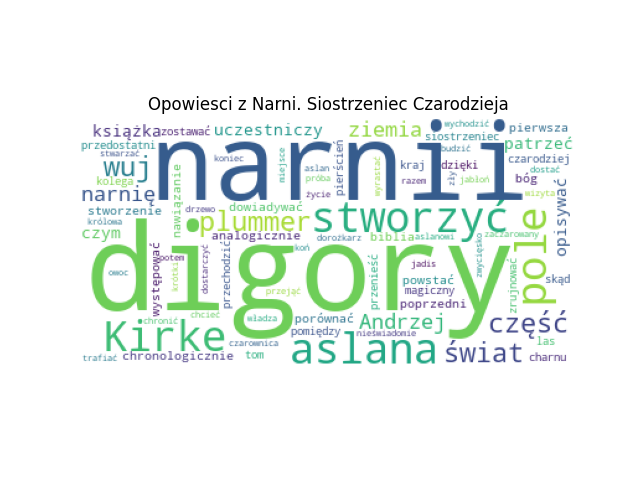 Opowiesci z Narni. Siostrzeniec Czarodzieja
książka
zostawać
uczestniczy
ziemia
wychodzić
siostrzeniec
pierwsza
przedostatni
budzić
patrzeć
stwarzać
koniec
narnii
miejsce
aslan
pierścień
kraj
dzięki
czarodziej
wuj
próba
wyrastać
razem
zły
jabłoń
bóg
dostać
kolega
nawiązanie
życie
wizyta
narnię
drzewo
dowiadywać
stworzenie
plummer
stworzyć
opisywać
królowa
czym
analogicznie
dorożkarz
biblia
aslanowi
zaczarowany
pole
digory
występować
potem
przechodzić
koń
zwycięsko
owoc
krótki
dostarczyć
przenieść
jadis
powstać
zrujnować
skąd
przejąć
magiczny
poprzedni
chcieć
chronić
władza
porównać
Andrzej
część
Kirke
pomiędzy
nieświadomie
czarownica
aslana
świat
las
trafiać
chronologicznie
tom
charnu